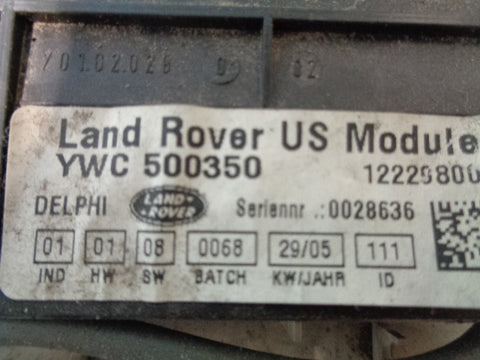 Land Rover US Module
YWC 500350
12229800
DELPHI
LAND-
ROVER
Seriennr .:0028636
01 01 08 0068 29/05 111
IND HW SW BATCH KW/JAHR ID